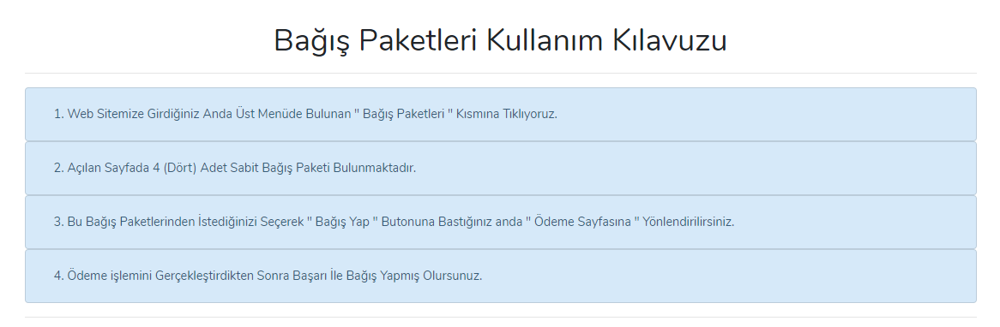 Bağış Paketleri Kullanım Kılavuzu
1. Web Sitemize Girdiğiniz Anda Üst Menüde Bulunan " Bağış Paketleri " Kısmına Tıklıyoruz.
2. Açılan Sayfada 4 (Dört) Adet Sabit Bağış Paketi Bulunmaktadır.
3. Bu Bağış Paketlerinden İstediğinizi Seçerek " Bağış Yap " Butonuna Bastığınız anda " Ödeme Sayfasına " Yönlendirilirsiniz.
4. Ödeme işlemini Gerçekleştirdikten Sonra Başarı İle Bağış Yapmış Olursunuz.